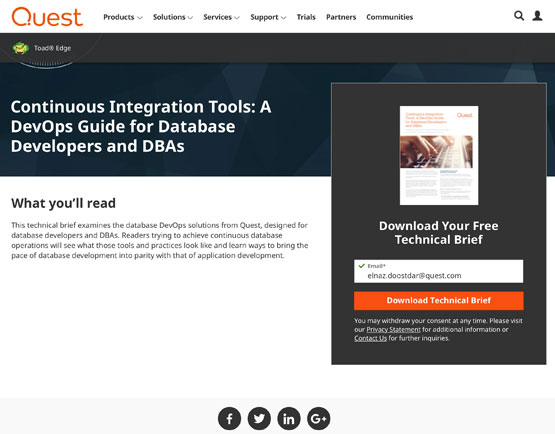 Quest
Products Solutions Services Support Trials Partners Communities
Toad® Edge
Continuous Integration Tools: A
DevOps Guide for Database
Developers and DBAs
What you’ll read
This technical brief examines the database DevOps solutions from Quest, designed for
database developers and DBAs. Readers trying to achieve continuous database
operations will see what those tools and practices look like and learn ways to bring the
pace of database development into parity with that of application development.
Continuous Integration Tools:
A DevOps Guide
for Database Developers
and DBAs
Quest
Download Your Free
Technical Brief
Email*
elnaz.doostdar@quest.com
Download Technical Brief
You may withdraw your consent at any time. Please visit
our Privacy Statement for additional information or
Contact Us for further inquiries.
f
in
G+